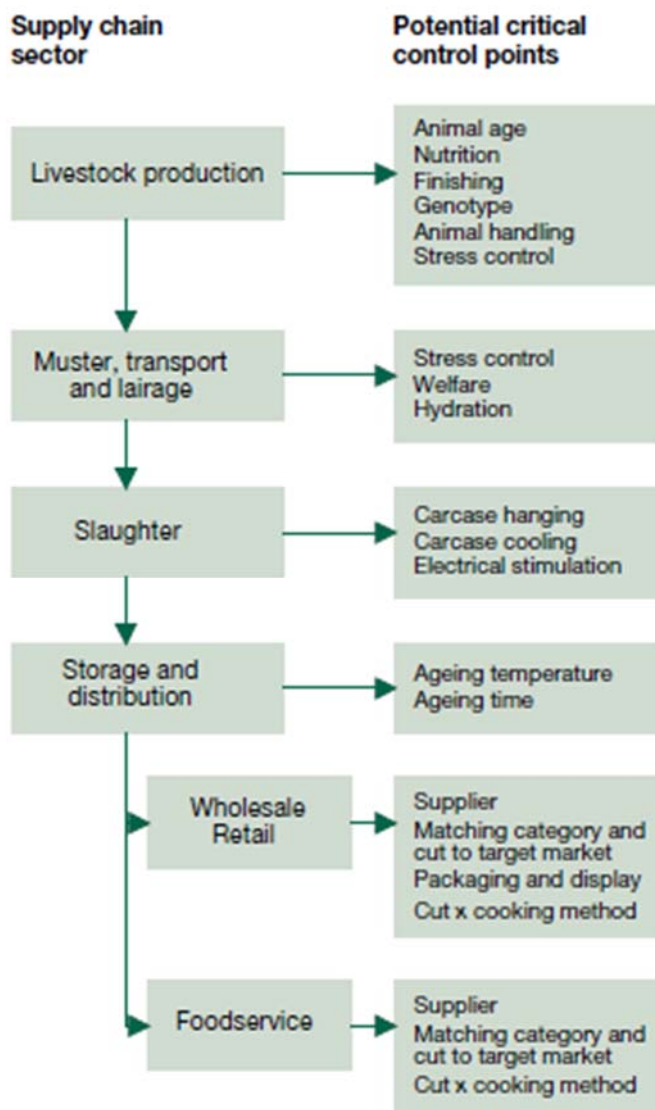 Supply chain
sector
Potential critical
control points
Livestock production
Animal age
Nutrition
Finishing
Genotype
Animal handling
Stress control
Muster, transport
and lairage
Stress control
Welfare
Hydration
Slaughter
Carcase hanging
Carcase cooling
Electrical stimulation
Storage and
distribution
Ageing temperature
Ageing time
Wholesale
Retail
Supplier
Matching category and
cut to target market
Packaging and display
Cut x cooking method
Foodservice
Supplier
Matching category and
cut to target market
Cut x cooking method